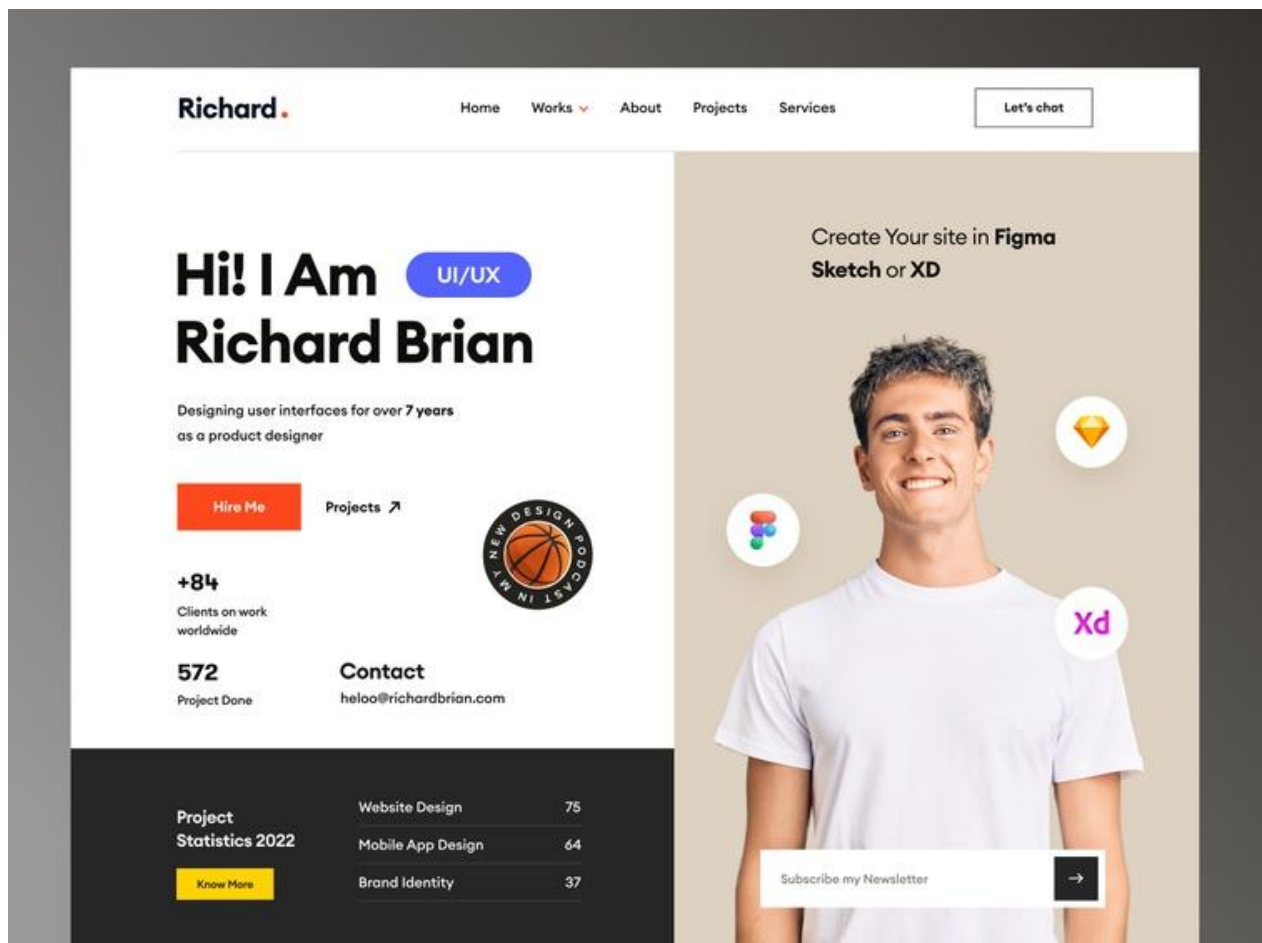 Richard.
Home Works About Projects Services
Let's chat
Hi! I Am
UI/UX
Richard Brian
Designing user interfaces for over 7 years
as a product designer
Hire Me
Projects
NEW DESIGN PODCAST IN MY
+84
Clients on work
worldwide
572
Project Done
Contact
heloo@richardbrian.com
Project
Statistics 2022
Know More
Website Design 75
Mobile App Design 64
Brand Identity 37
Create Your site in Figma
Sketch or XD
Xd
Subscribe my Newsletter